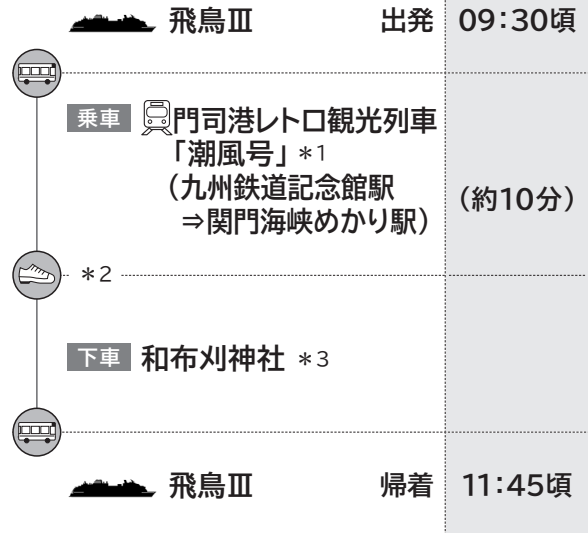 飛鳥Ⅲ 出発 09：30頃
乗車 門司港レトロ観光列車
「潮風号」＊1
（九州鉄道記念館駅
⇒関門海峡めかり駅）
（約10分）
＊2
下車 和布刈神社 ＊3
飛鳥Ⅲ 帰着 11：45頃